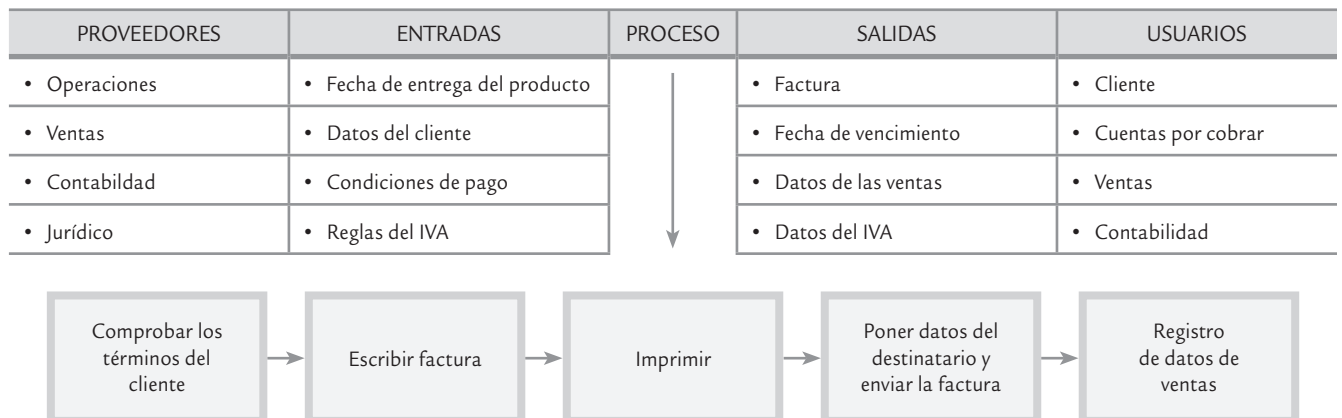 PROVEEDORES ENTRADAS PROCESO SALIDAS USUARIOS
• Operaciones • Fecha de entrega del producto • Factura • Cliente
• Ventas • Datos del cliente • Fecha de vencimiento • Cuentas por cobrar
• Contabildad • Condiciones de pago • Datos de las ventas • Ventas
• Jurídico • Reglas del IVA • Datos del IVA • Contabilidad
Comprobar los
términos del
cliente
Escribir factura
Imprimir
Poner datos del
destinatario y
enviar la factura
Registro
de datos de
ventas